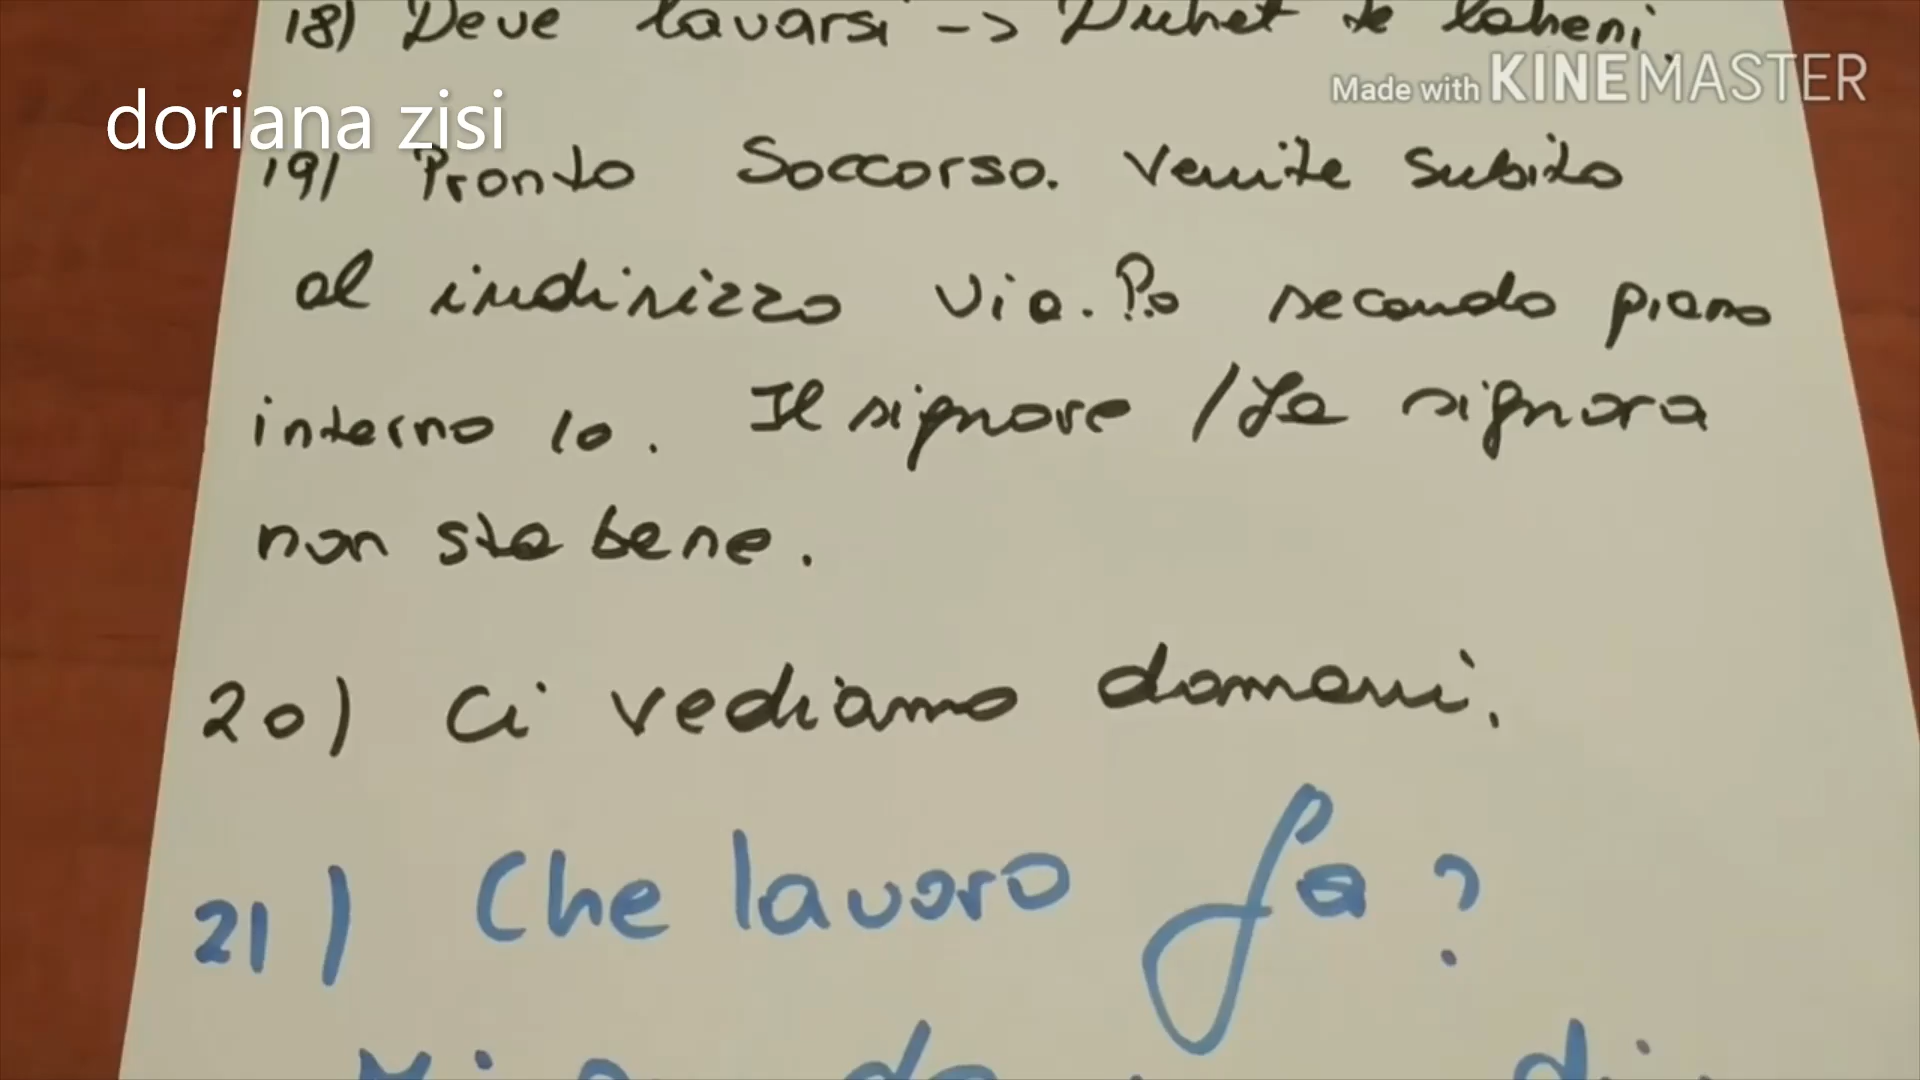 18) Deve lavarsi -> Duhet te laheni.
Made with KINEMASTER
doriana zisi
19) Pronto Soccorso. Venite subito
al indirizzo Via. Po secondo piano
interno 10. Il signore / La signora
non sta bene.
20) Ci vediamo domani.
21) Che lavoro fa?